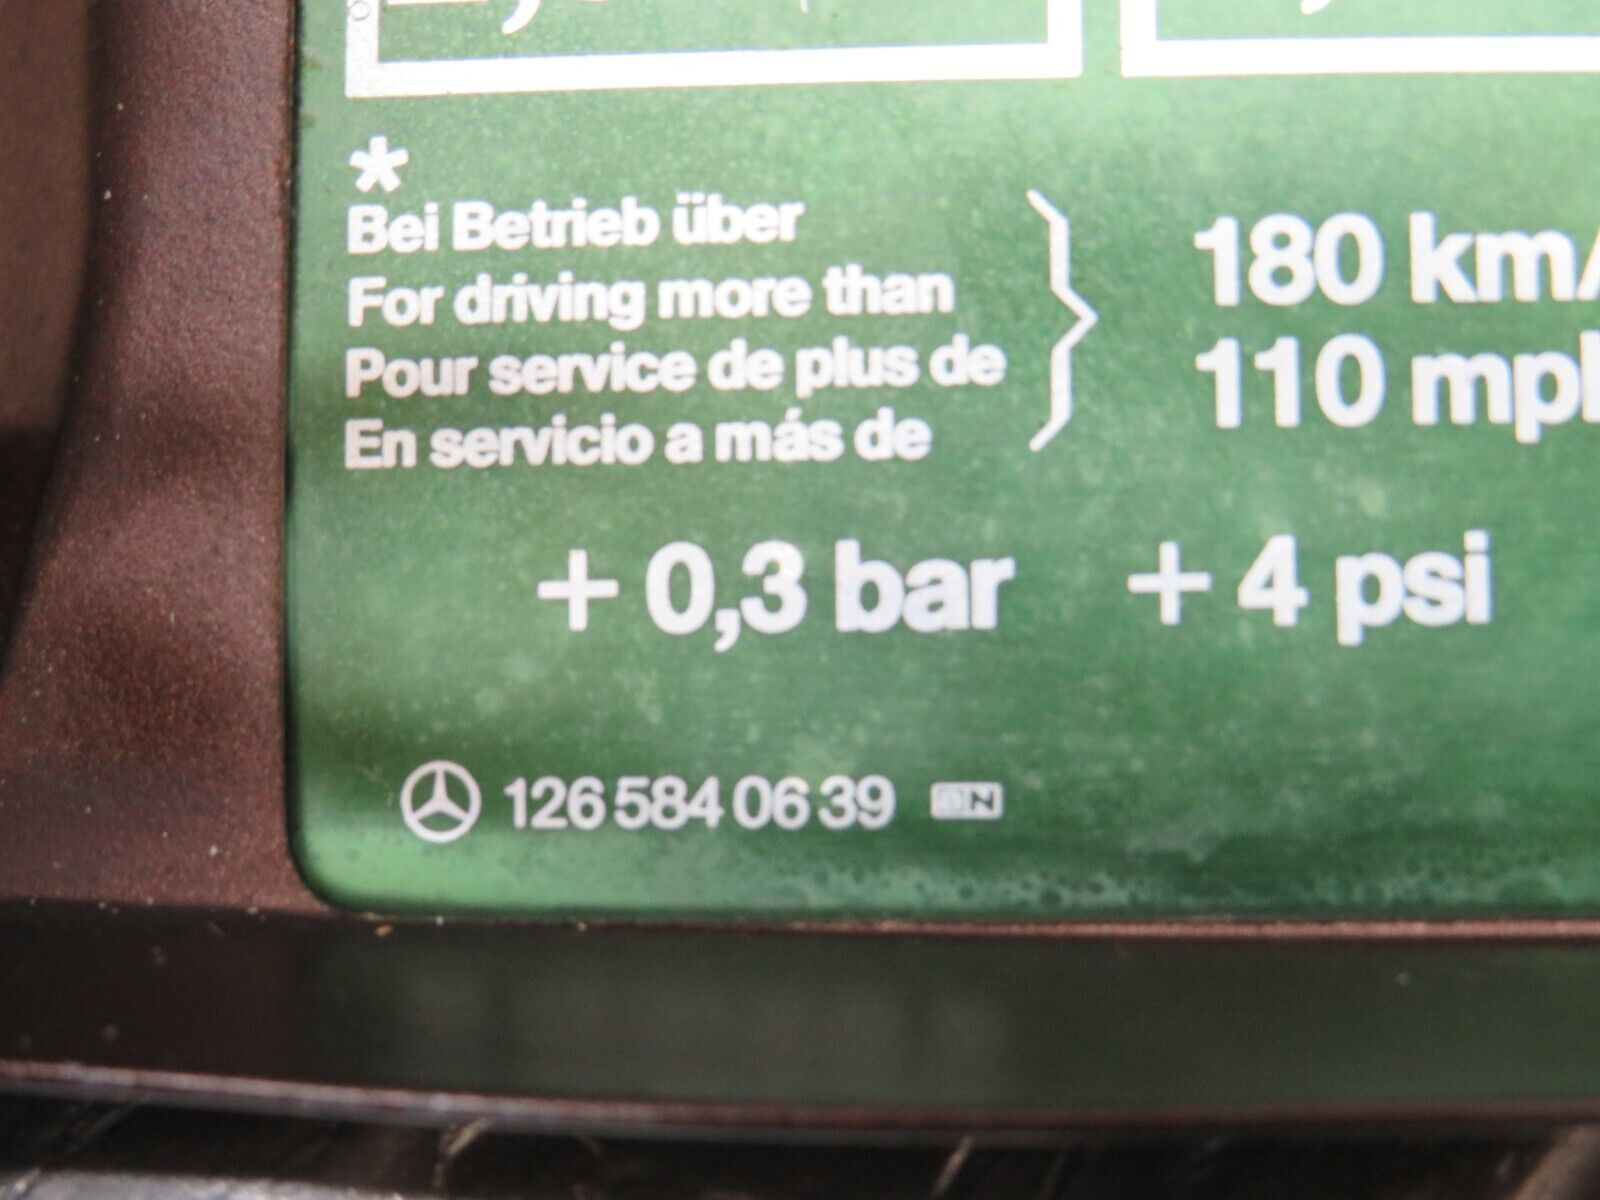 *
Bei Betrieb über
For driving more than
Pour service de plus de
En servicio a más de
180 km/
110 mph
+ 0,3 bar + 4 psi
126 584 06 39